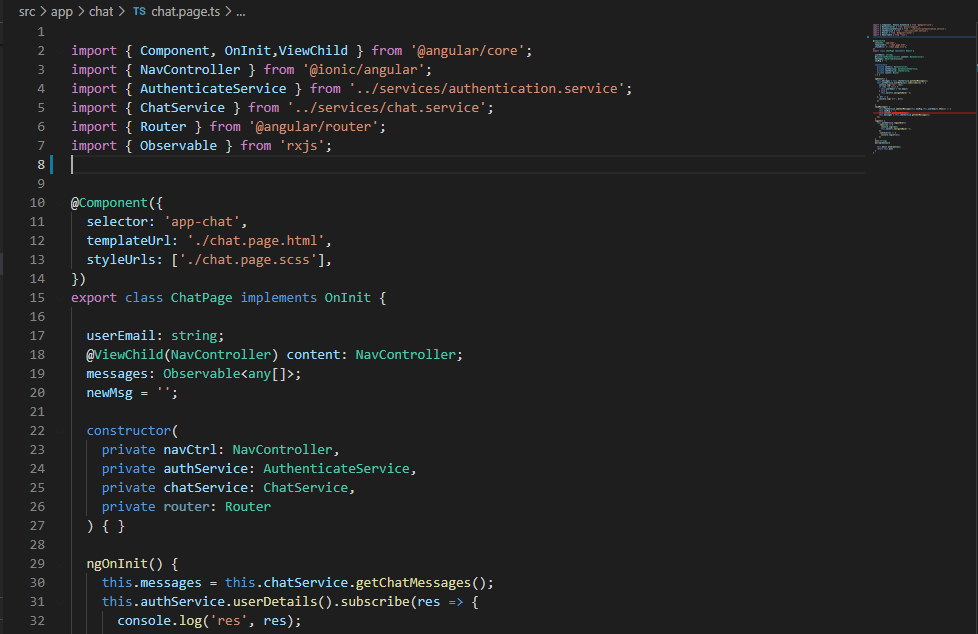 src > app > chat > TS chat.page.ts > ...
1
2 import { Component, OnInit,ViewChild } from '@angular/core';
3 import { NavController } from '@ionic/angular';
4 import { AuthenticateService } from '../services/authentication.service';
5 import { ChatService } from '../services/chat.service';
6 import { Router } from '@angular/router';
7 import { Observable } from 'rxjs';
8
9
10 @Component({
11   selector: 'app-chat',
12   templateUrl: './chat.page.html',
13   styleUrls: ['./chat.page.scss'],
14 })
15 export class ChatPage implements OnInit {
16
17   userEmail: string;
18   @ViewChild(NavController) content: NavController;
19   messages: Observable<any[]>;
20   newMsg = '';
21
22   constructor(
23     private navCtrl: NavController,
24     private authService: AuthenticateService,
25     private chatService: ChatService,
26     private router: Router
27   ) { }
28
29   ngOnInit() {
30     this.messages = this.chatService.getChatMessages();
31     this.authService.userDetails().subscribe(res => {
32       console.log('res', res);